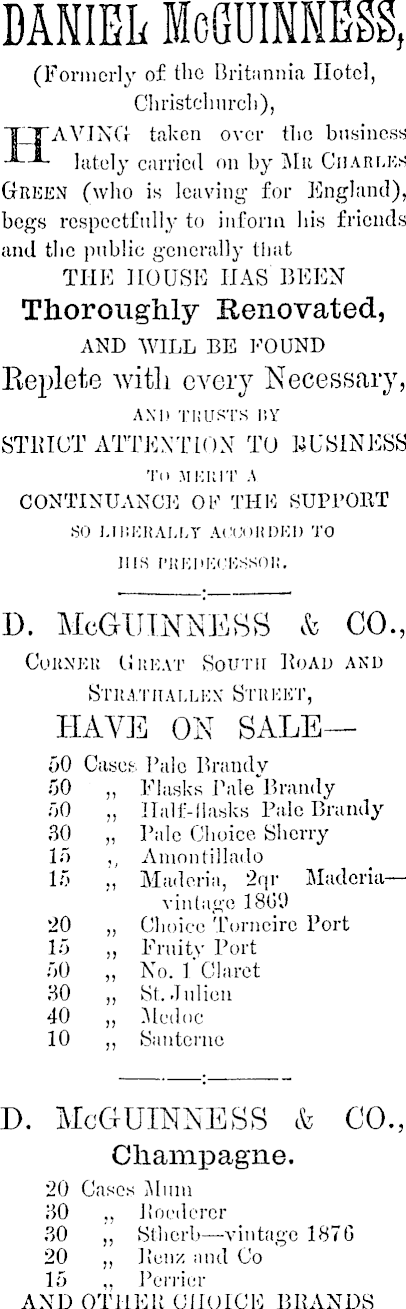 DANIEL McGUINNESS,
(Formerly of the Britannia Hotel,
Christchurch),
HAVING taken over the business
lately carried on by MR CHARLES
GREEN (who is leaving for England),
begs respectfully to inform his friends
and the public generally that
THE HOUSE HAS BEEN
Thoroughly Renovated,
AND WILL BE FOUND
Replete with every Necessary,
AND TRUSTS BY
STRICT ATTENTION TO BUSINESS
TO MERIT A
CONTINUANCE OF THE SUPPORT
SO LIBERALLY ACCORDED TO
HIS PREDECESSOR.
D. McGUINNESS & CO.,
CORNER GREAT SOUTH ROAD AND
STRATHALLEN STREET,
HAVE ON SALE—
50 Cases Pale Brandy
50 „ Flasks Pale Brandy
50 „ Half-flasks Pale Brandy
30 „ Pale Choice Sherry
15 „ Amontillado
15 „ Maderia, 2qr Maderia—
vintage 1869
20 „ Choice Torneire Port
15 „ Fruity Port
50 „ No. 1 Claret
30 „ St. Julien
40 „ Medoc
10 „ Santerne
D. McGUINNESS & CO.,
Champagne.
20 Cases Mum
30 „ Roederer
30 „ Stherb—vintage 1876
20 „ Renz and Co
15 „ Perrier
AND OTHER CHOICE BRANDS